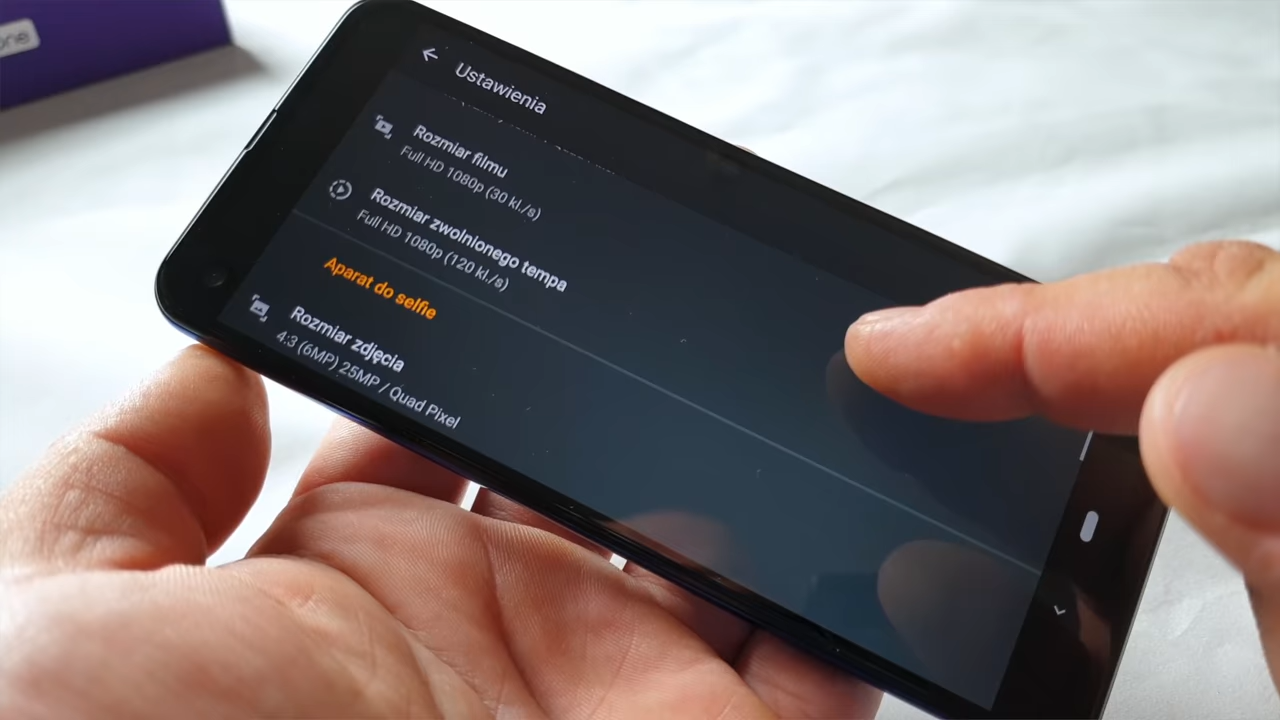 one
Ustawienia
Rozmiar filmu
Full HD 1080p (30 kl./s)
Rozmiar zwolnionego tempa
Full HD 1080p (120 kl./s)
Aparat do selfie
Rozmiar zdjęcia
4:3 (6MP) 25MP / Quad Pixel